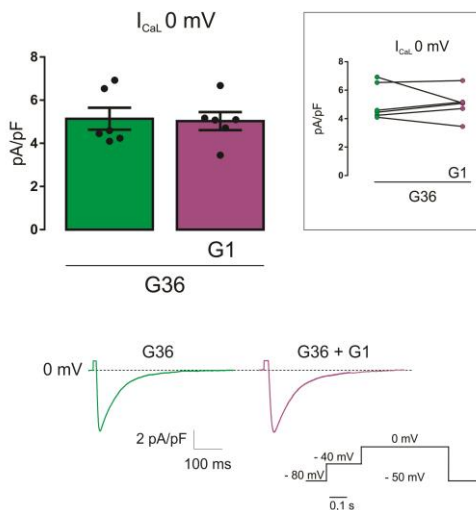 I_CaL 0 mV
pA/pF
8
6
4
2
0
G1
G36
I_CaL 0 mV
pA/pF
8
6
4
2
0
G1
G36
G36
G36 + G1
0 mV
2 pA/pF
100 ms
0 mV
- 40 mV
- 80 mV
- 50 mV
0.1 s